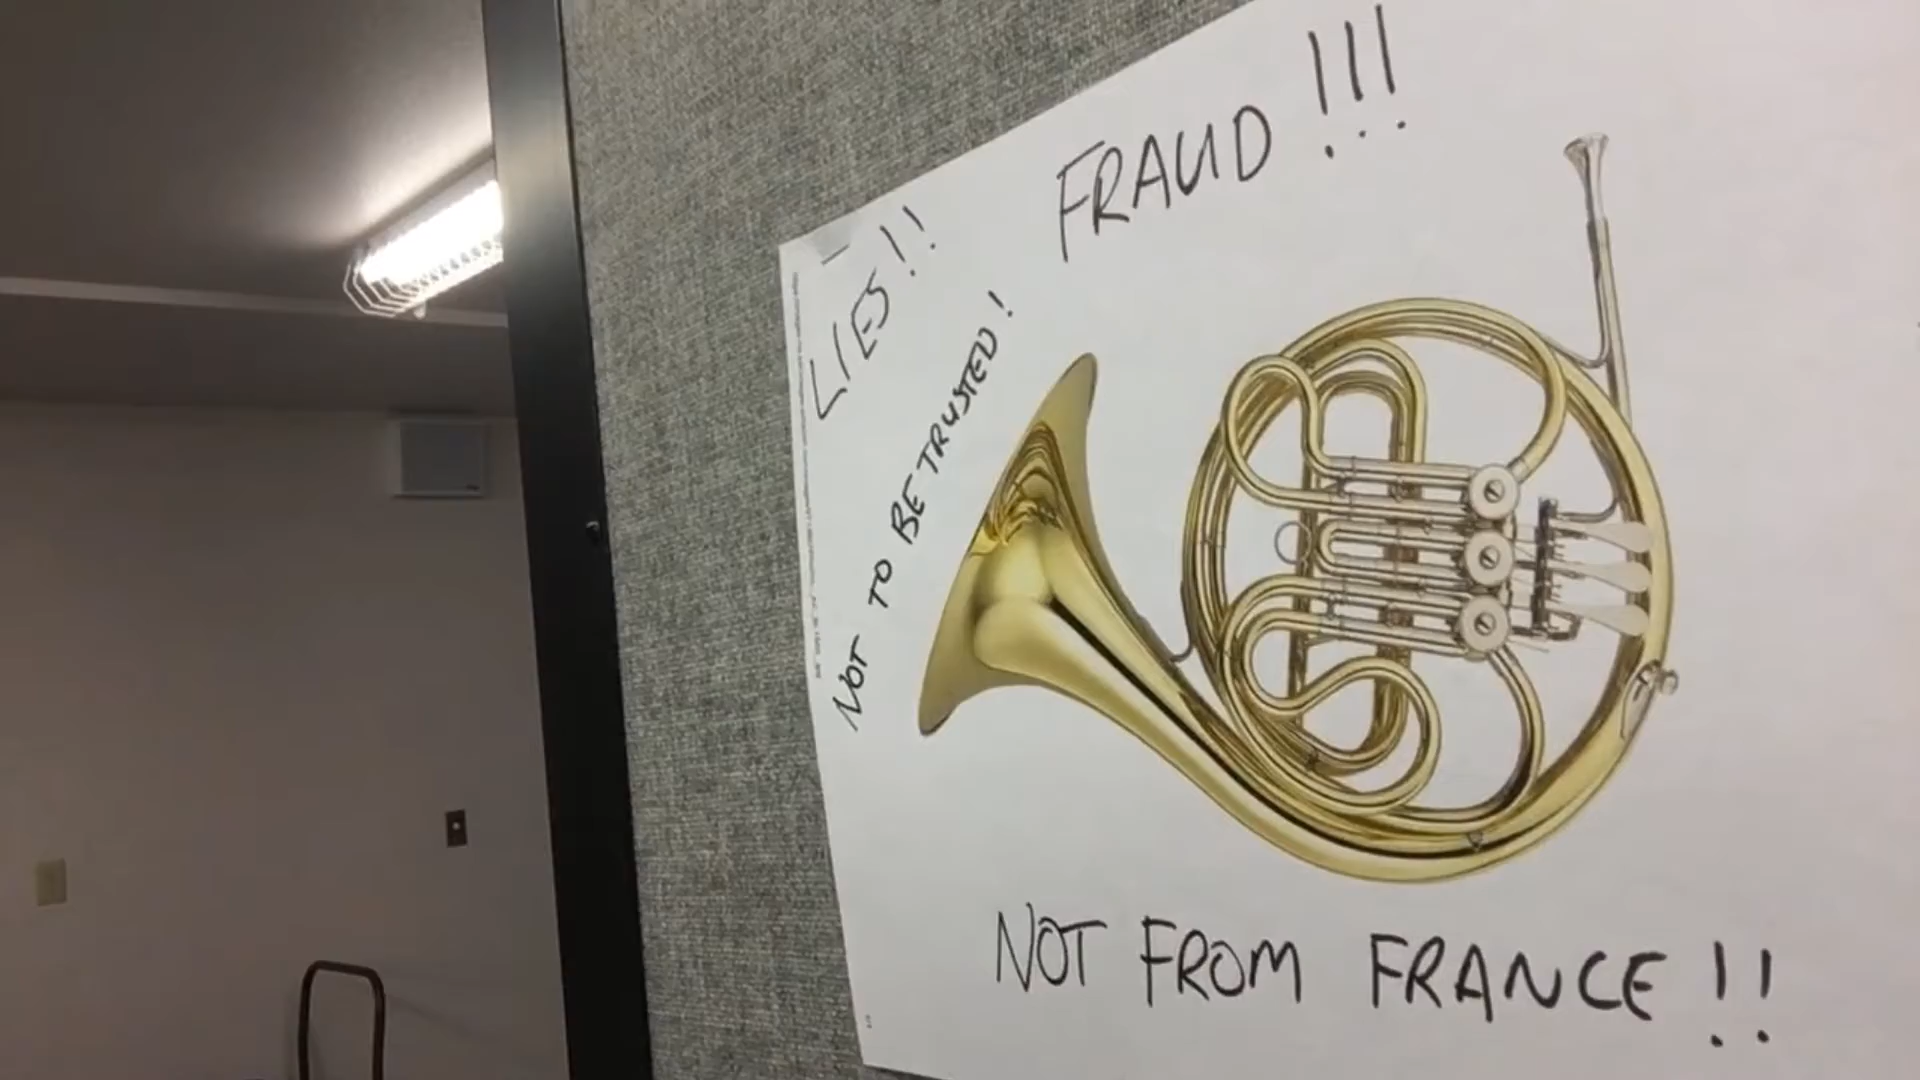 FRAUD!!!
LIES!!
NOT TO BE TRUSTED!
NOT FROM FRANCE!!